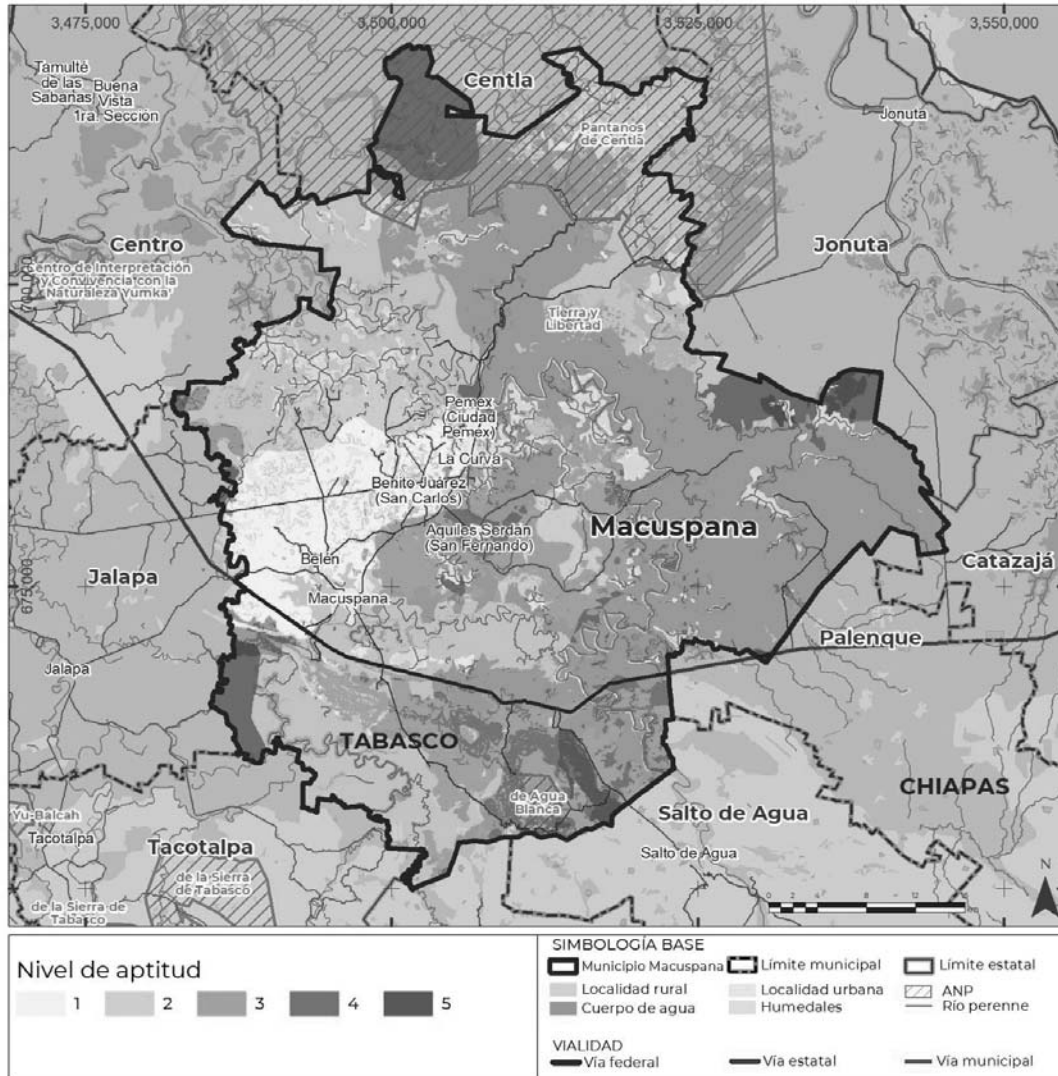 3,475,000
3,500,000
3,525,000
3,550,000
Tamulté
de las
Sabanas
Buena
Vista
1ra. Sección
Centla
Pantanos
de Centla
Jonuta
Centro
Centro de Interpretación
y Convivencia con la
Naturaleza Yumka'
Jonuta
Tierra y
Libertad
Pemex
(Ciudad
Pemex)
La Curva
Benito Juárez
(San Carlos)
Macuspana
Aquiles Serdán
(San Fernando)
Belén
Jalapa
675,000
Catazajá
Macuspana
Palenque
Jalapa
TABASCO
CHIAPAS
de Agua
Blanca
Salto de Agua
Yu-Balcah
Tacotalpa
Tacotalpa
Salto de Agua
de la Sierra
de Tabasco
de la Sierra de
Tabasco
N
Nivel de aptitud
1
2
3
4
5
SIMBOLOGÍA BASE
Municipio Macuspana
Límite municipal
Límite estatal
Localidad rural
Localidad urbana
ANP
Cuerpo de agua
Humedales
Río perenne
VIALIDAD
Vía federal
Vía estatal
Vía municipal